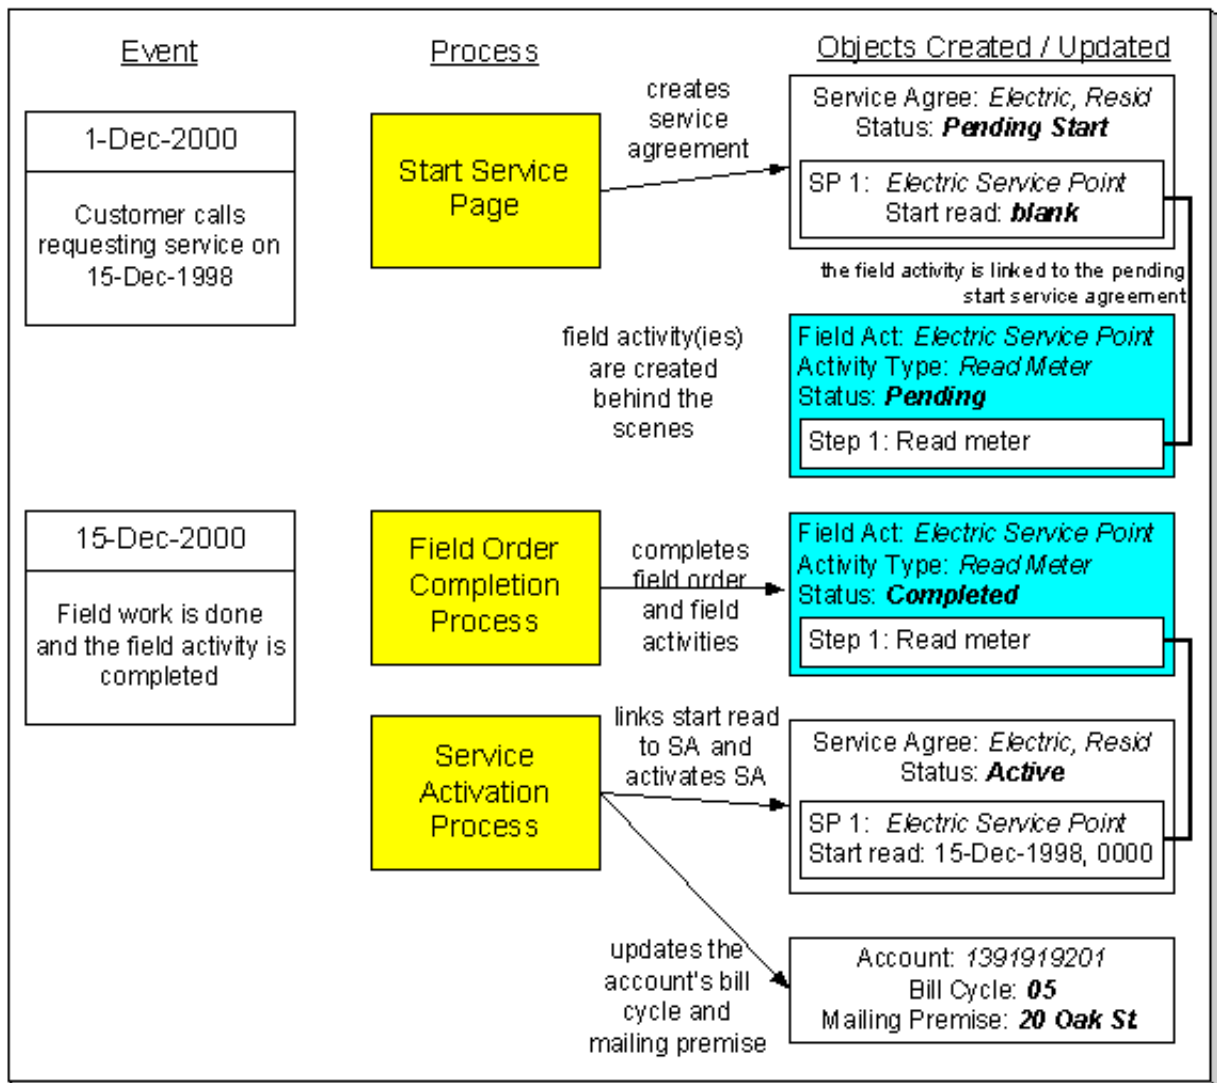 Event
Process
Objects Created / Updated
1-Dec-2000
Customer calls
requesting service on
15-Dec-1998
Start Service
Page
creates
service
agreement
Service Agree: Electric, Resid
Status: Pending Start
SP 1: Electric Service Point
Start read: blank
the field activity is linked to the pending
start service agreement
field activity(ies)
are created
behind the
scenes
Field Act: Electric Service Point
Activity Type: Read Meter
Status: Pending
Step 1: Read meter
15-Dec-2000
Field work is done
and the field activity is
completed
Field Order
Completion
Process
completes
field order
and field
activities
Field Act: Electric Service Point
Activity Type: Read Meter
Status: Completed
Step 1: Read meter
Service
Activation
Process
links start read
to SA and
activates SA
Service Agree: Electric, Resid
Status: Active
SP 1: Electric Service Point
Start read: 15-Dec-1998, 0000
updates the
account's bill
cycle and
mailing premise
Account: 1391919201
Bill Cycle: 05
Mailing Premise: 20 Oak St.